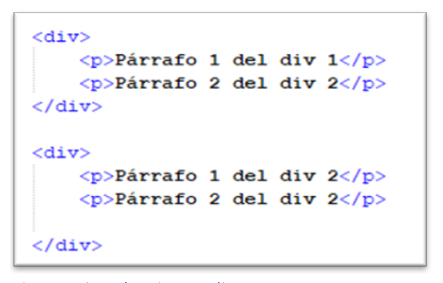 <div>
<p>Párrafo 1 del div 1</p>
<p>Párrafo 2 del div 2</p>
</div>
<div>
<p>Párrafo 1 del div 2</p>
<p>Párrafo 2 del div 2</p>
</div>